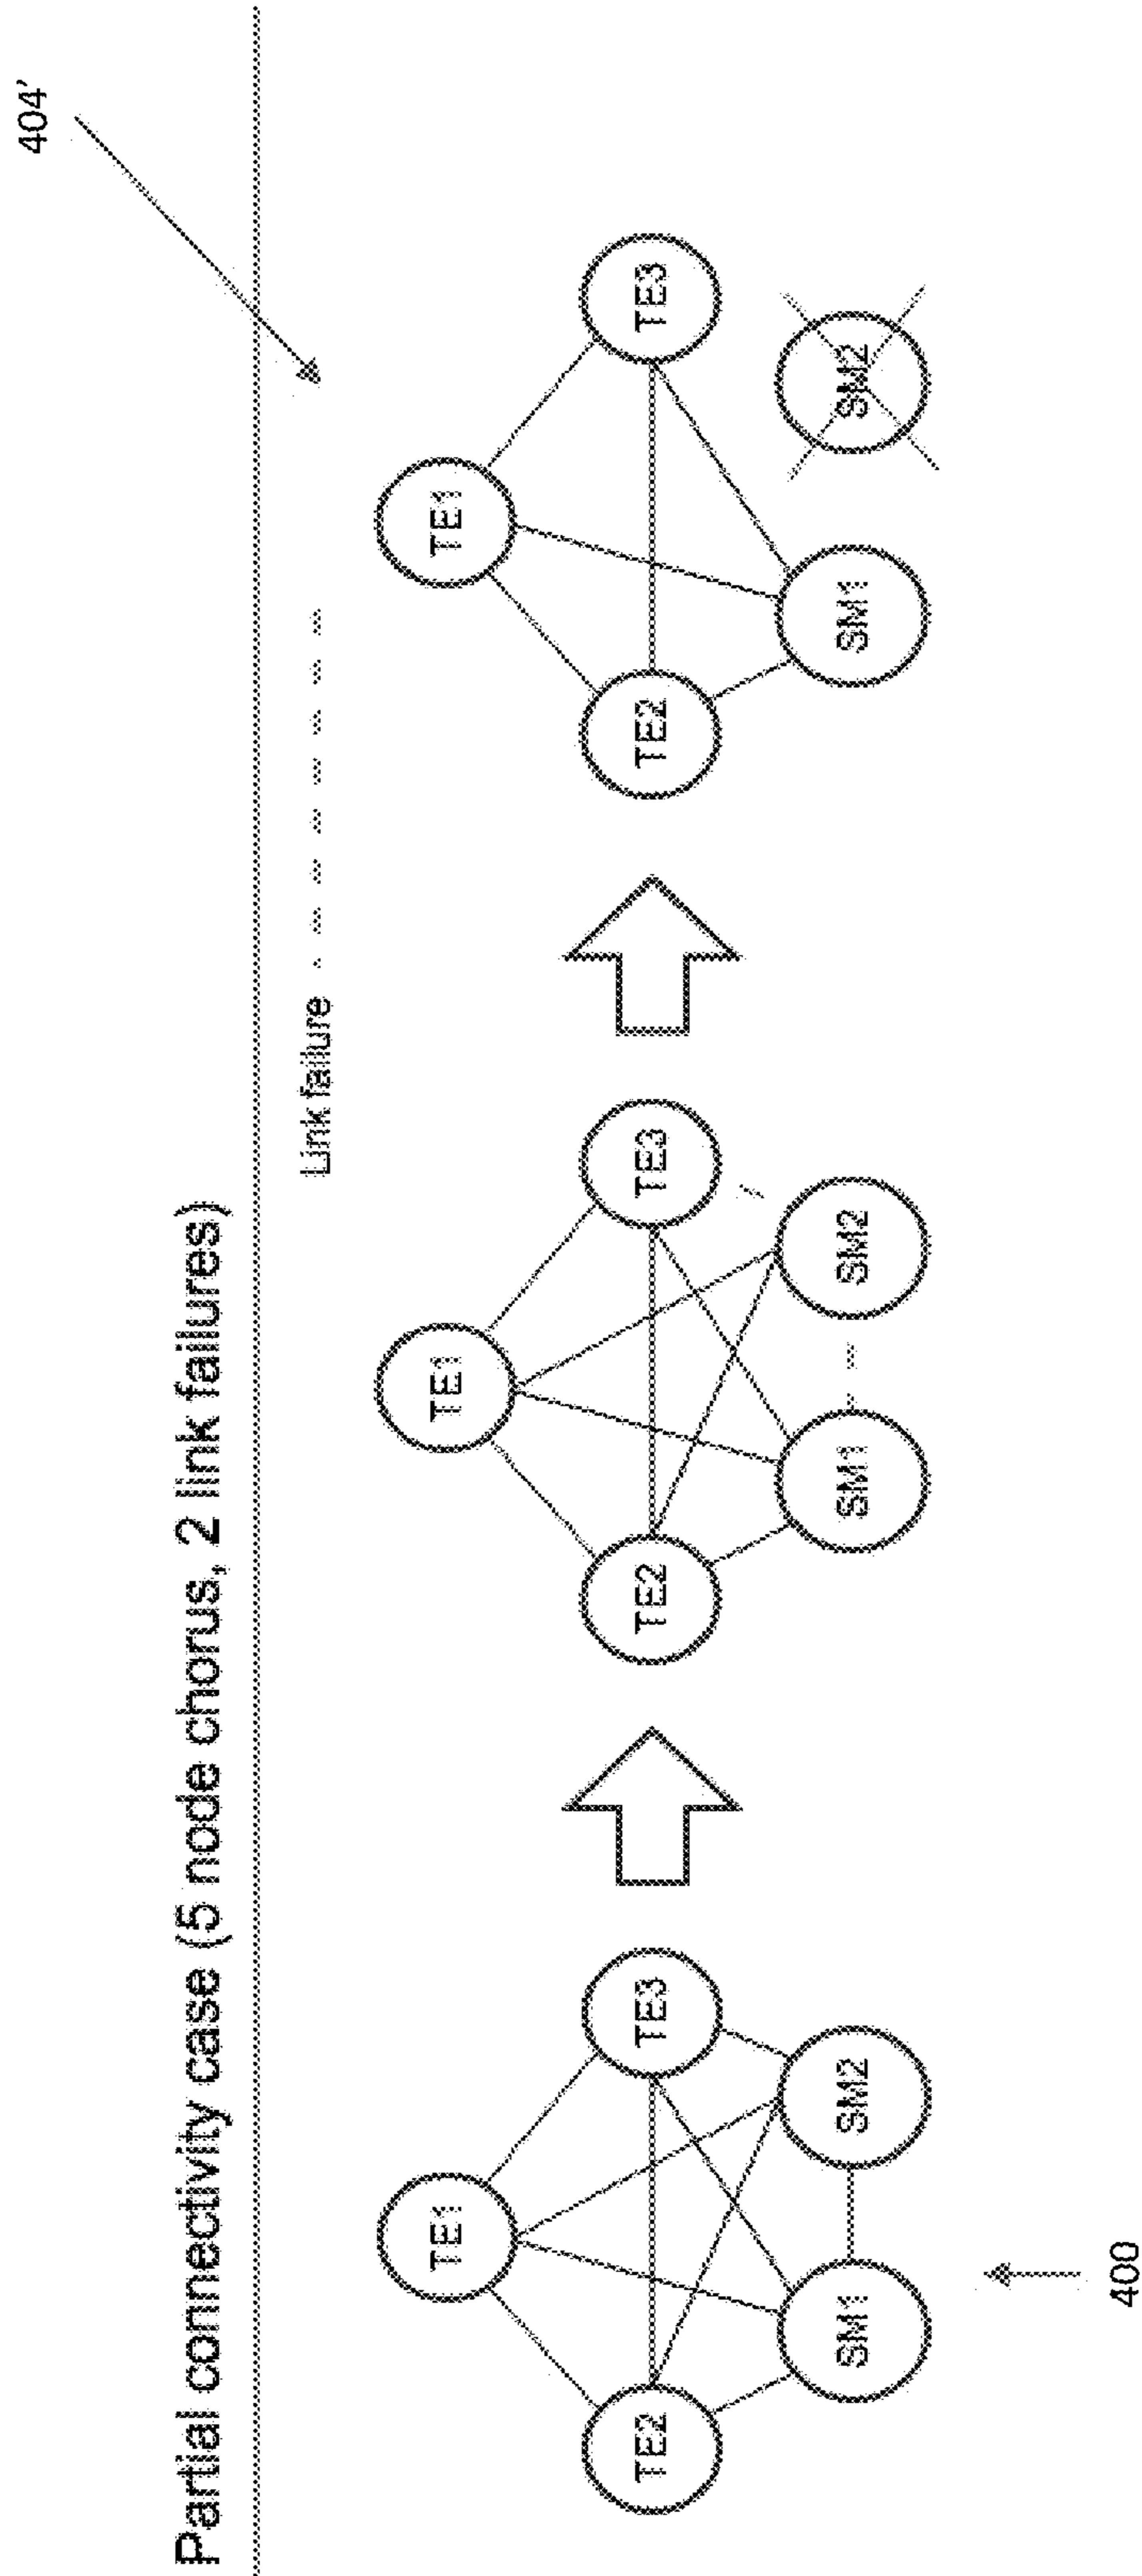 404'
Partial connectivity case (5 node chorus, 2 link failures)
Link failure
TE1
TE2
TE3
SM1
SM2
TE1
TE2
TE3
SM1
SM2
TE1
TE2
TE3
SM1
SM2
400